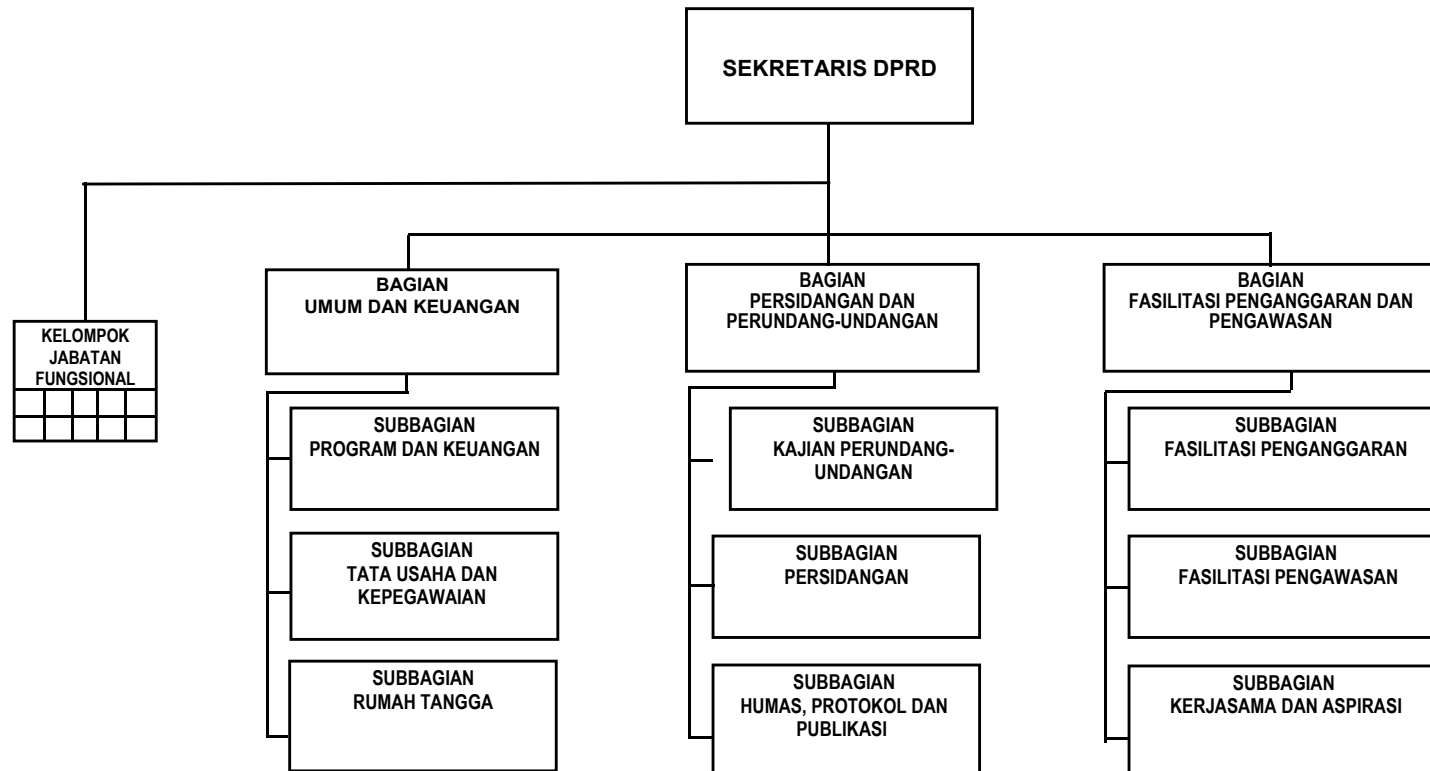 SEKRETARIS DPRD
BAGIAN
UMUM DAN KEUANGAN
BAGIAN
PERSIDANGAN DAN
PERUNDANG-UNDANGAN
BAGIAN
FASILITASI PENGANGGARAN DAN
PENGAWASAN
KELOMPOK
JABATAN
FUNGSIONAL
SUBBAGIAN
PROGRAM DAN KEUANGAN
SUBBAGIAN
KAJIAN PERUNDANG-
UNDANGAN
SUBBAGIAN
FASILITASI PENGANGGARAN
SUBBAGIAN
TATA USAHA DAN
KEPEGAWAIAN
SUBBAGIAN
PERSIDANGAN
SUBBAGIAN
FASILITASI PENGAWASAN
SUBBAGIAN
RUMAH TANGGA
SUBBAGIAN
HUMAS, PROTOKOL DAN
PUBLIKASI
SUBBAGIAN
KERJASAMA DAN ASPIRASI